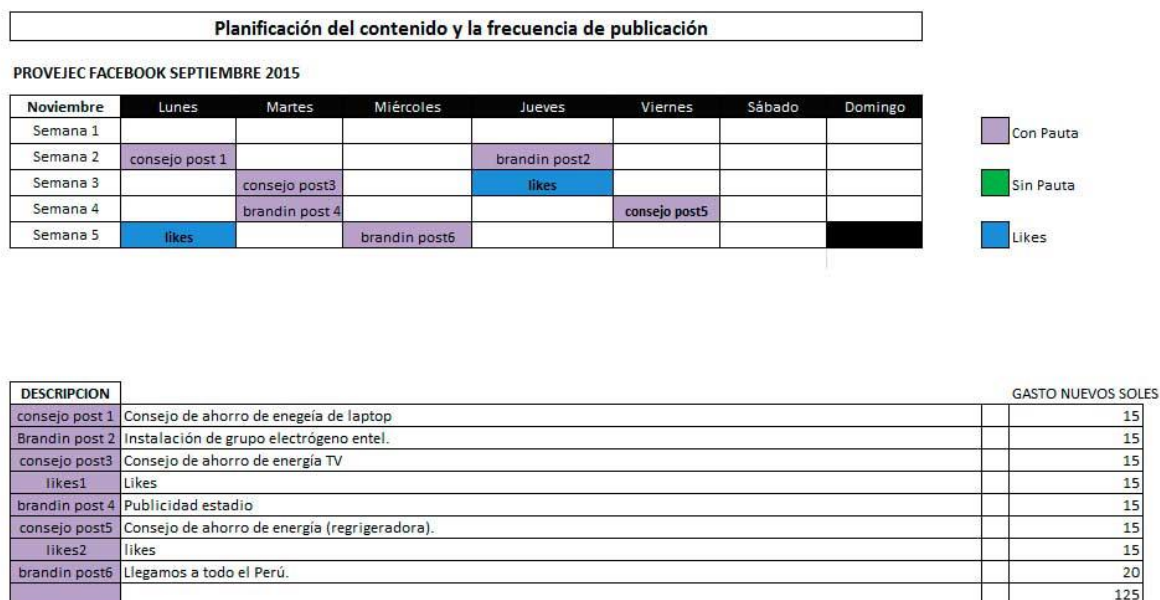 Planificación del contenido y la frecuencia de publicación
PROVEJEC FACEBOOK SEPTIEMBRE 2015
Noviembre Lunes Martes Miércoles Jueves Viernes Sábado Domingo
Semana 1
Semana 2 consejo post 1 brandin post2
Semana 3 consejo post3 likes
Semana 4 brandin post 4 consejo post5
Semana 5 likes brandin post6
Con Pauta
Sin Pauta
Likes
DESCRIPCION GASTO NUEVOS SOLES
consejo post 1 Consejo de ahorro de enegeía de laptop 15
Brandin post 2 Instalación de grupo electrógeno entel. 15
consejo post3 Consejo de ahorro de energía TV 15
likes1 Likes 15
brandin post 4 Publicidad estadio 15
consejo post5 Consejo de ahorro de energía (regrigeradora). 15
likes2 likes 15
brandin post6 Llegamos a todo el Perú. 20
125